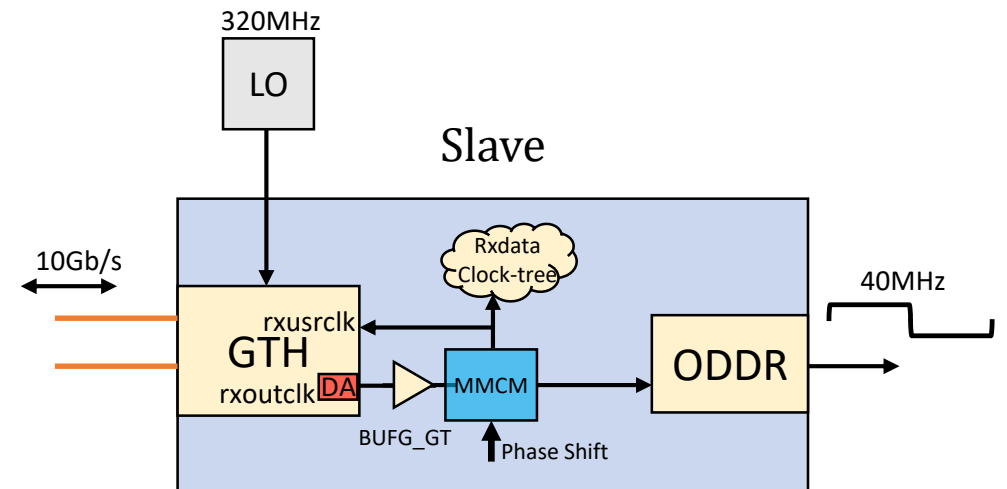 320MHz
LO
Slave
10Gb/s
Rxdata
Clock-tree
40MHz
rxusrclk
GTH
rxoutclk
DA
MMCM
ODDR
BUFG_GT
Phase Shift